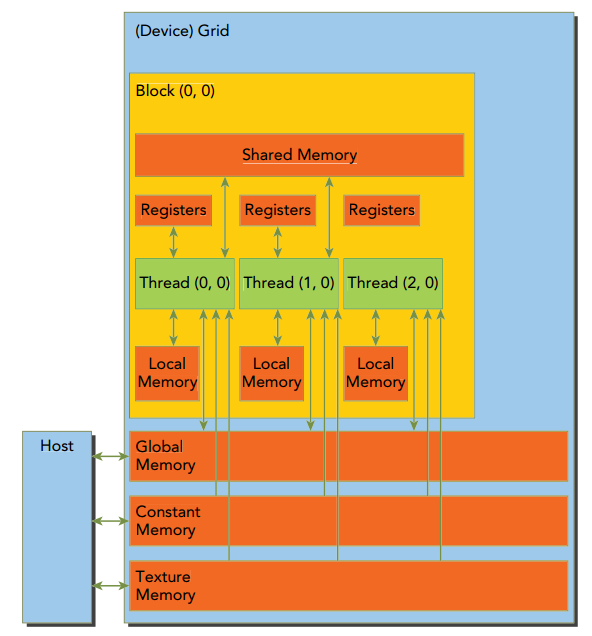 (Device) Grid
Block (0, 0)
Shared Memory
Registers
Registers
Registers
Thread (0, 0)
Thread (1, 0)
Thread (2, 0)
Local
Memory
Local
Memory
Local
Memory
Host
Global
Memory
Constant
Memory
Texture
Memory